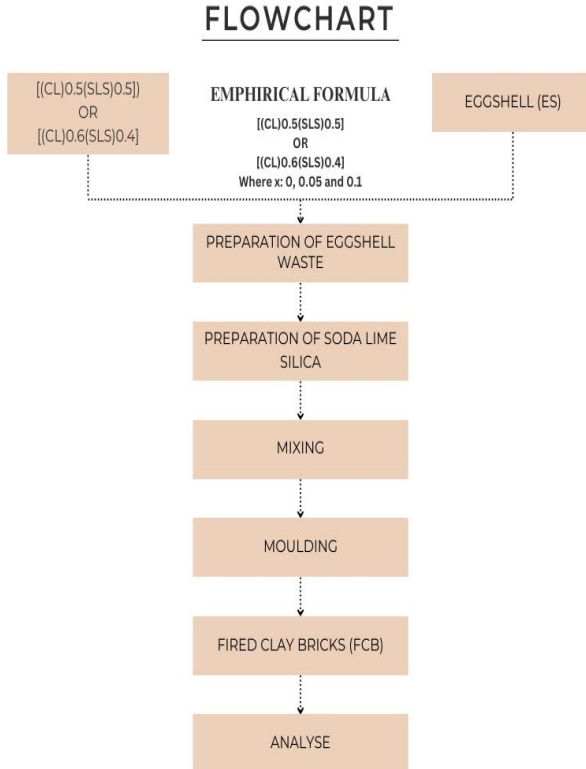 FLOWCHART
[(CL)0.5(SLS)0.5])
OR
[(CL)0.6(SLS)0.4]
EMPHIRICAL FORMULA
[(CL)0.5(SLS)0.5]
OR
[(CL)0.6(SLS)0.4]
Where x: 0, 0.05 and 0.1
EGGSHELL (ES)
PREPARATION OF EGGSHELL
WASTE
PREPARATION OF SODA LIME
SILICA
MIXING
MOULDING
FIRED CLAY BRICKS (FCB)
ANALYSE